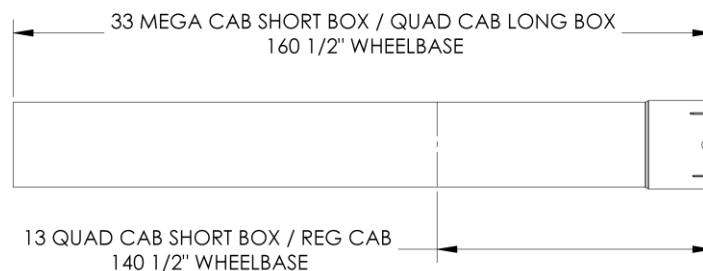 33 MEGA CAB SHORT BOX / QUAD CAB LONG BOX
160 1/2" WHEELBASE
13 QUAD CAB SHORT BOX / REG CAB
140 1/2" WHEELBASE